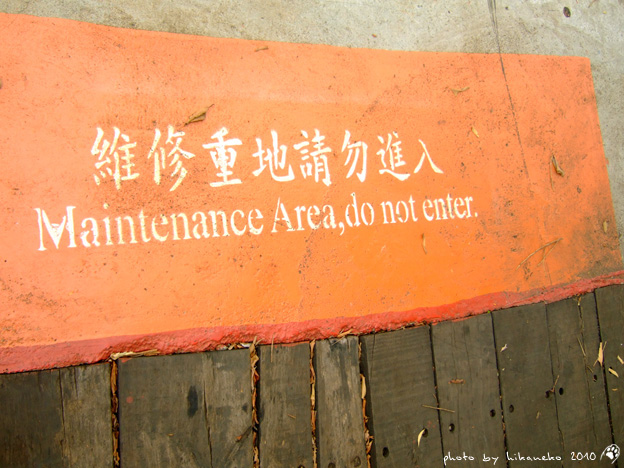 維修重地請勿進入
Maintenance Area,do not enter.
photo by hikaneko 2010/